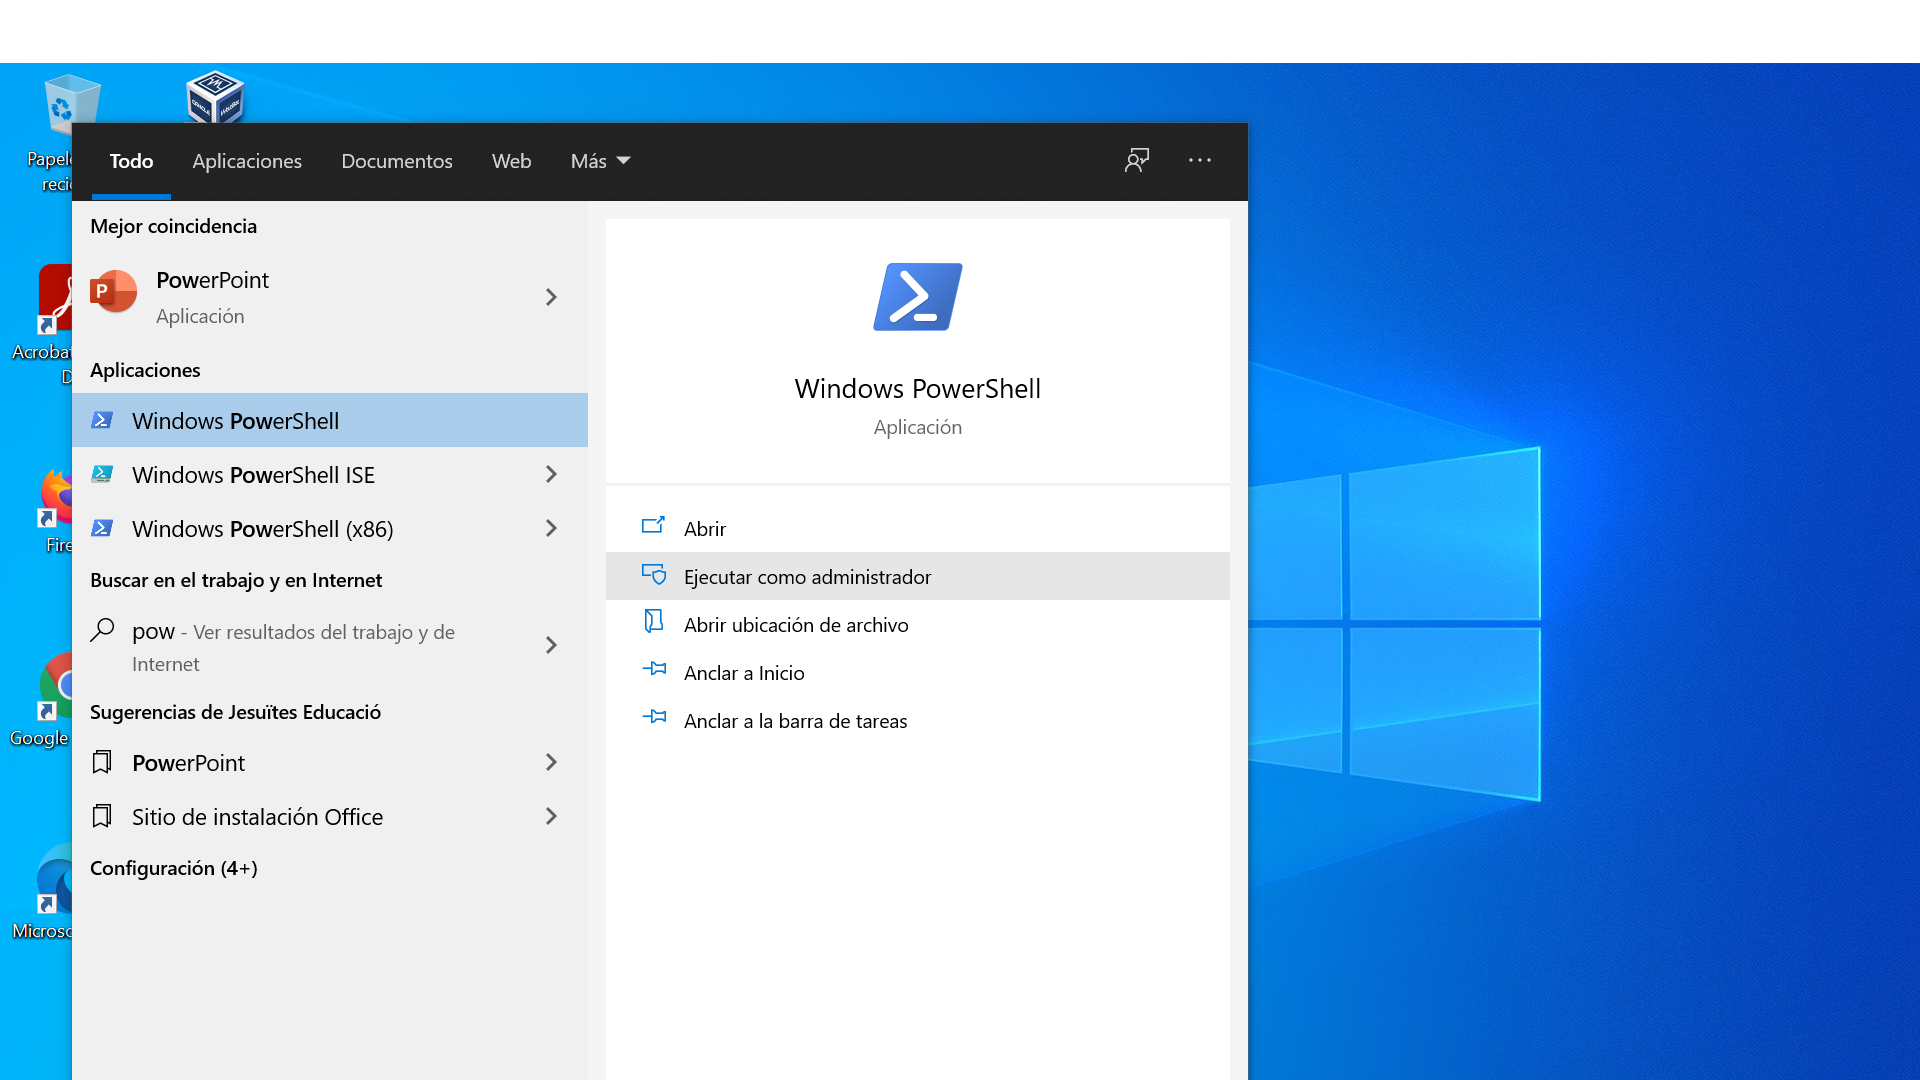 Papele
reci
Acrobat
D
Fire
Google
Microso
Todo Aplicaciones Documentos Web Más
Mejor coincidencia
P
PowerPoint
Aplicación
Aplicaciones
Windows PowerShell
Windows PowerShell ISE
Windows PowerShell (x86)
Buscar en el trabajo y en Internet
pow - Ver resultados del trabajo y de
Internet
Sugerencias de Jesuïtes Educació
PowerPoint
Sitio de instalación Office
Configuración (4+)
Windows PowerShell
Aplicación
Abrir
Ejecutar como administrador
Abrir ubicación de archivo
Anclar a Inicio
Anclar a la barra de tareas